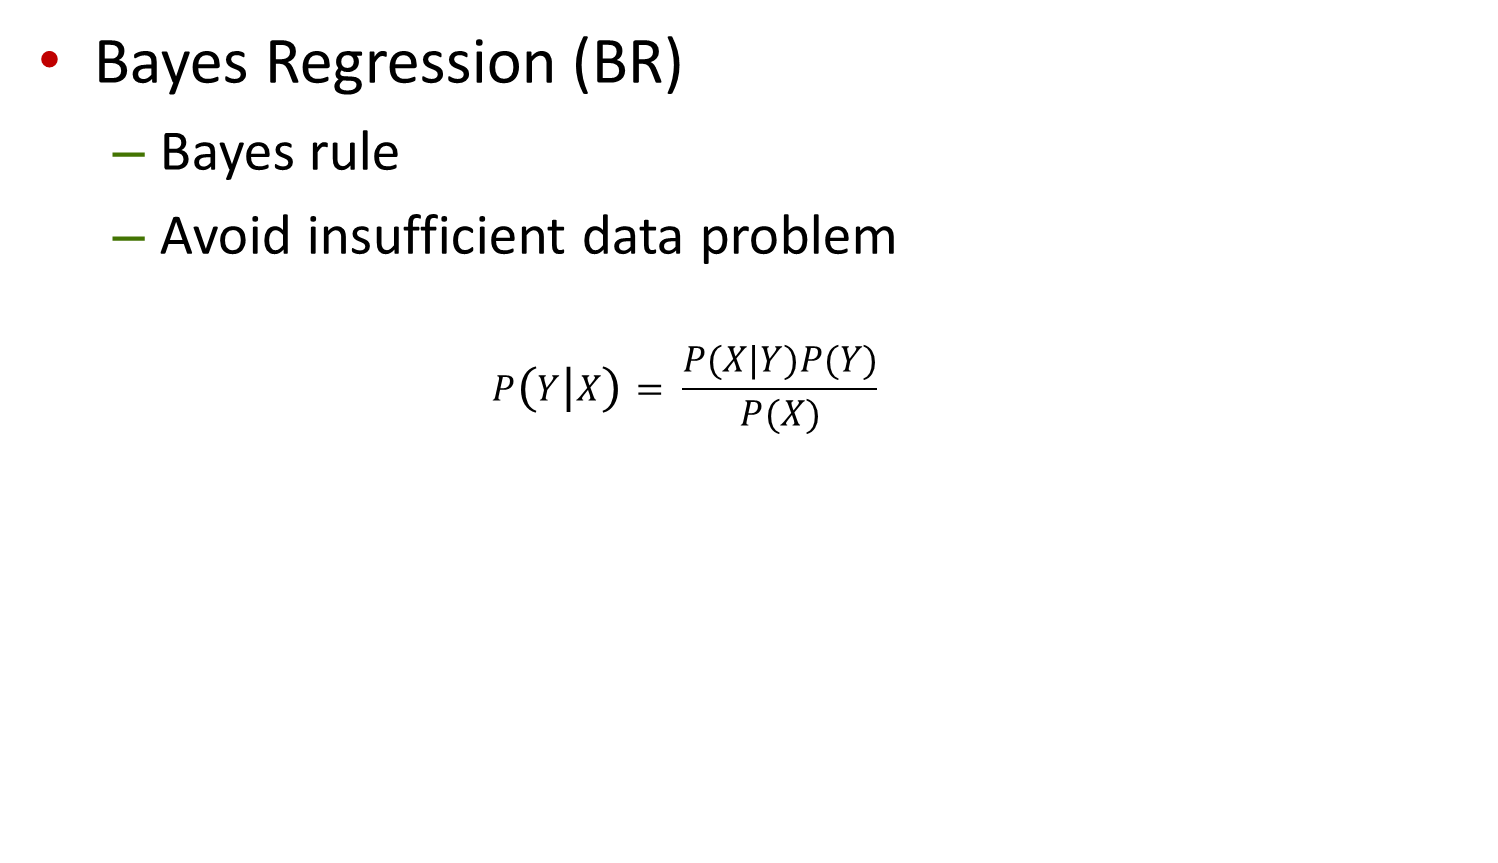 • Bayes Regression (BR)
– Bayes rule
– Avoid insufficient data problem
P(Y|X) = P(X|Y)P(Y) / P(X)